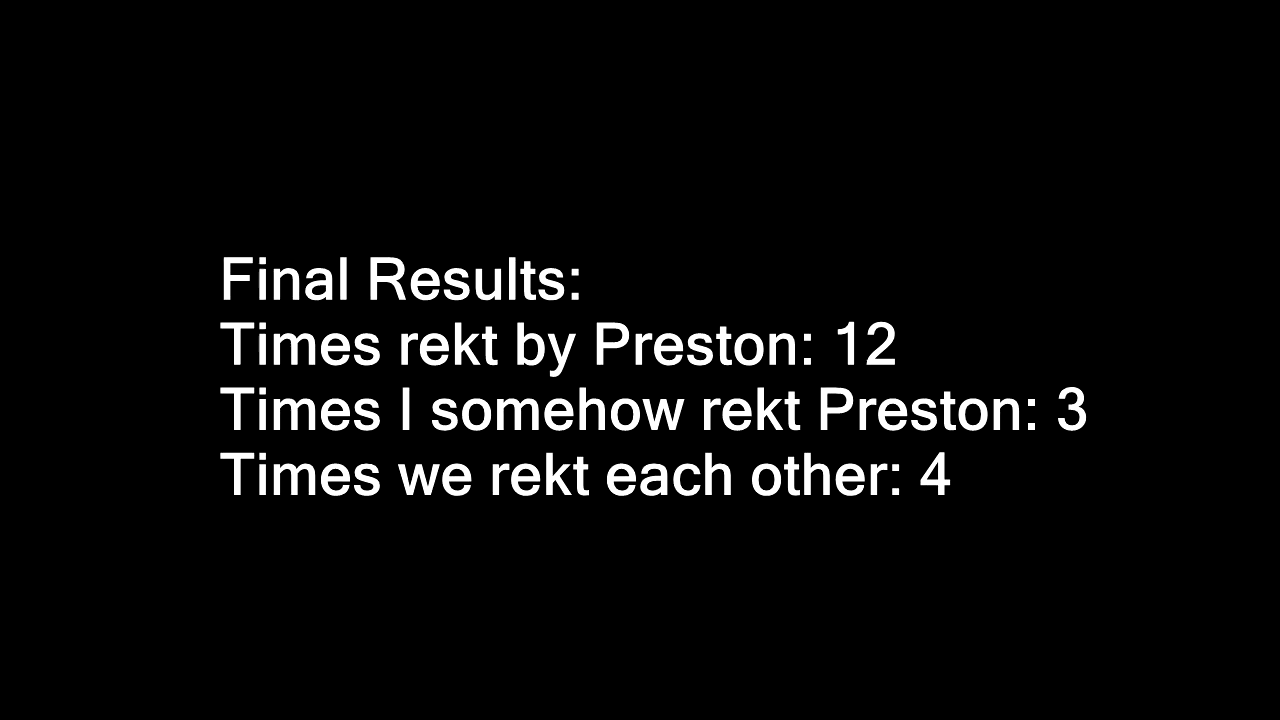 Final Results:
Times rekt by Preston: 12
Times I somehow rekt Preston: 3
Times we rekt each other: 4